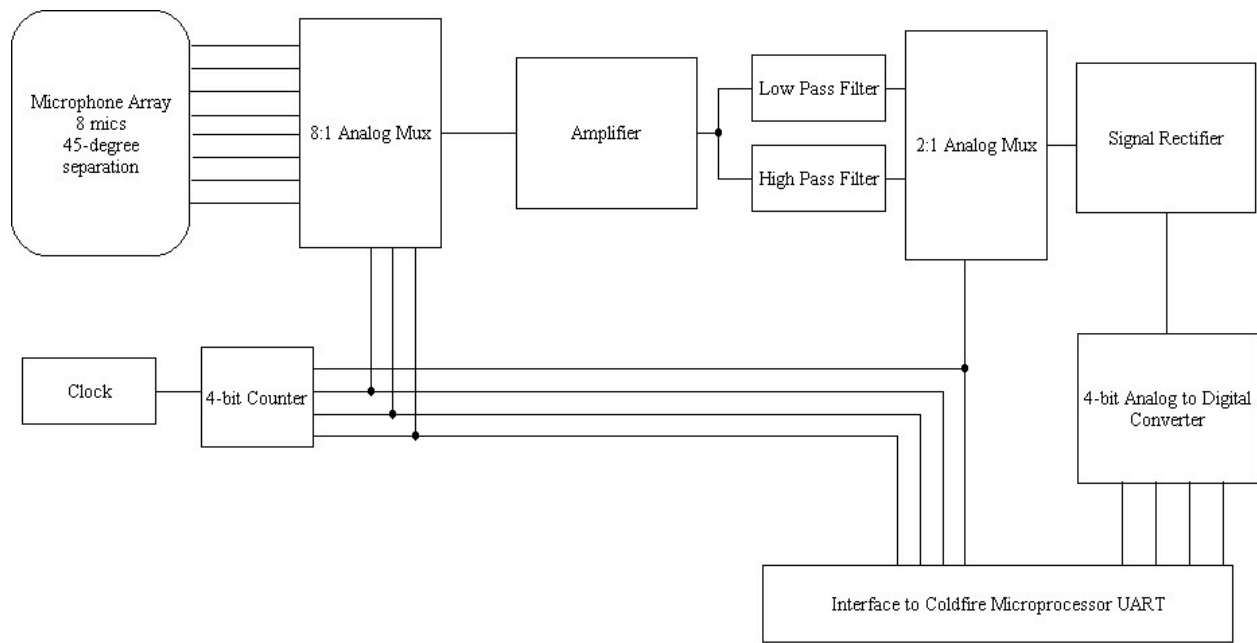 Microphone Array
8 mics
45-degree
separation
8:1 Analog Mux
Amplifier
Low Pass Filter
High Pass Filter
2:1 Analog Mux
Signal Rectifier
Clock
4-bit Counter
4-bit Analog to Digital
Converter
Interface to Coldfire Microprocessor UART